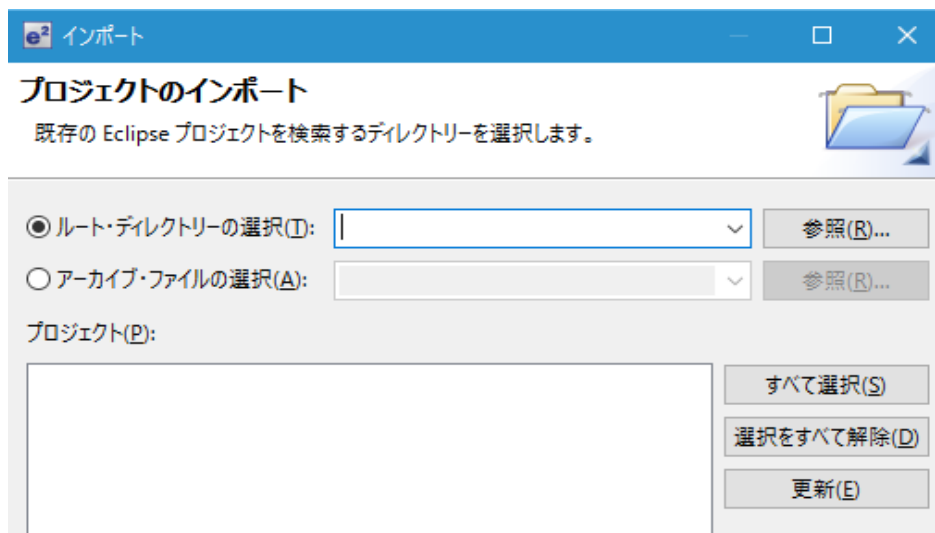 e² インポート
プロジェクトのインポート
既存の Eclipse プロジェクトを検索するディレクトリーを選択します。
ルート・ディレクトリーの選択(T): 参照(R)...
アーカイブ・ファイルの選択(A): 参照(R)...
プロジェクト(P):
すべて選択(S)
選択をすべて解除(D)
更新(E)